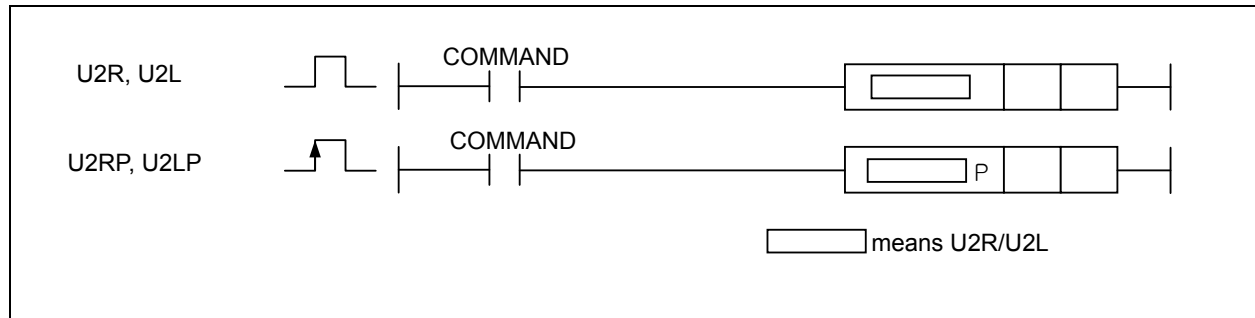 COMMAND
U2R, U2L
COMMAND
U2RP, U2LP
P
means U2R/U2L